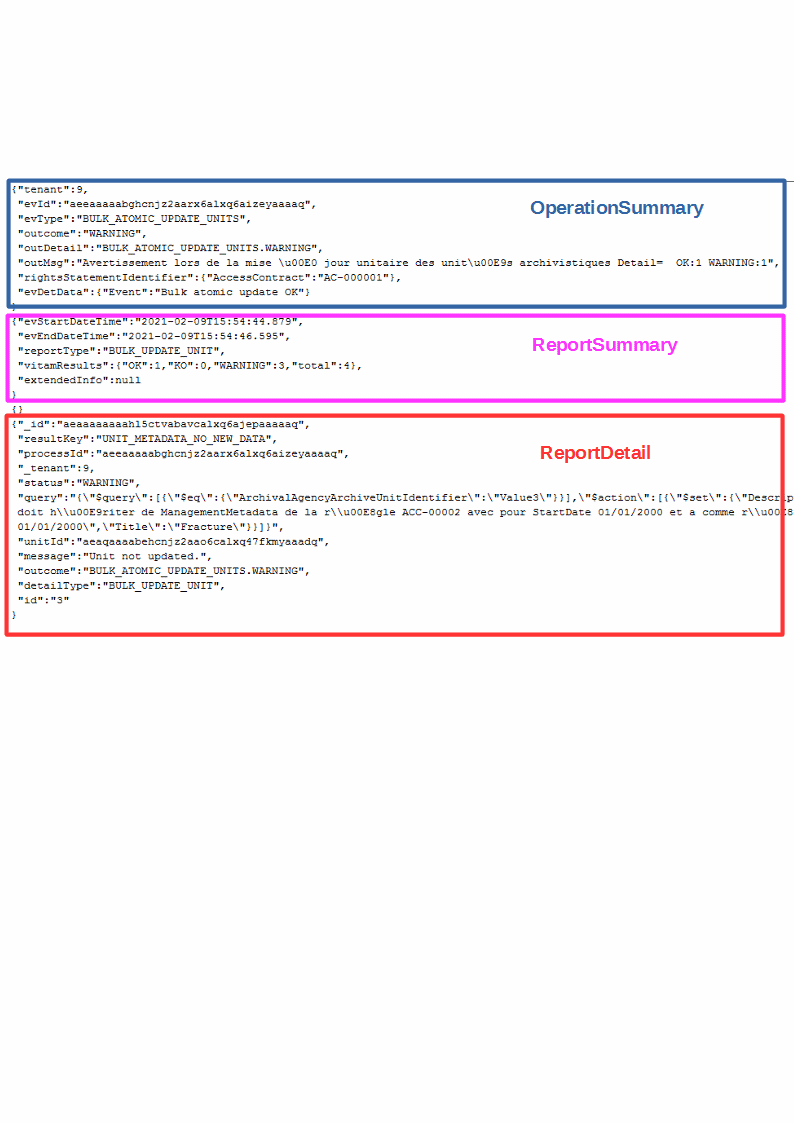 {"tenant":9,
"evId":"aeeaaaaabghcnjz2aarx6alxq6aizeyaaaaq",
OperationSummary
"evType":"BULK_ATOMIC_UPDATE_UNITS",
"outcome":"WARNING",
"outDetail":"BULK_ATOMIC_UPDATE_UNITS.WARNING",
"outMsg":"Avertissement lors de la mise \u00E0 jour unitaire des unit\u00E9s archivistiques Detail=  OK:1 WARNING:1",
"rightsStatementIdentifier":{"AccessContract":"AC-000001"},
"evDetData":{"Event":"Bulk atomic update OK"}
}
{"evStartDateTime":"2021-02-09T15:54:44.879",
"evEndDateTime":"2021-02-09T15:54:46.595",
ReportSummary
"reportType":"BULK_UPDATE_UNIT",
"vitamResults":{"OK":1,"KO":0,"WARNING":3,"total":4},
"extendedInfo":null
}
{}
{"_id":"aeaaaaaaaahl5ctvabavcalxq6ajepaaaaaq",
"resultKey":"UNIT_METADATA_NO_NEW_DATA",
"processId":"aeeaaaaabghcnjz2aarx6alxq6aizeyaaaaq",
ReportDetail
"_tenant":9,
"status":"WARNING",
"query":"{\"$query\":[{\"$eq\":{\"ArchivalAgencyArchiveUnitIdentifier\":\"Value3\"}}],\"$action\":[{\"$set\":{\"Descrip
doit h\\u00E9riter de ManagementMetadata de la r\\u00E8gle ACC-00002 avec pour StartDate 01/01/2000 et a comme r\\u00E8
01/01/2000\",\"Title\":\"Fracture\"}}]}",
"unitId":"aeaqaaaabehcnjz2aao6calxq47fkmyaaadq",
"message":"Unit not updated.",
"outcome":"BULK_ATOMIC_UPDATE_UNITS.WARNING",
"detailType":"BULK_UPDATE_UNIT",
"id":"3"
}